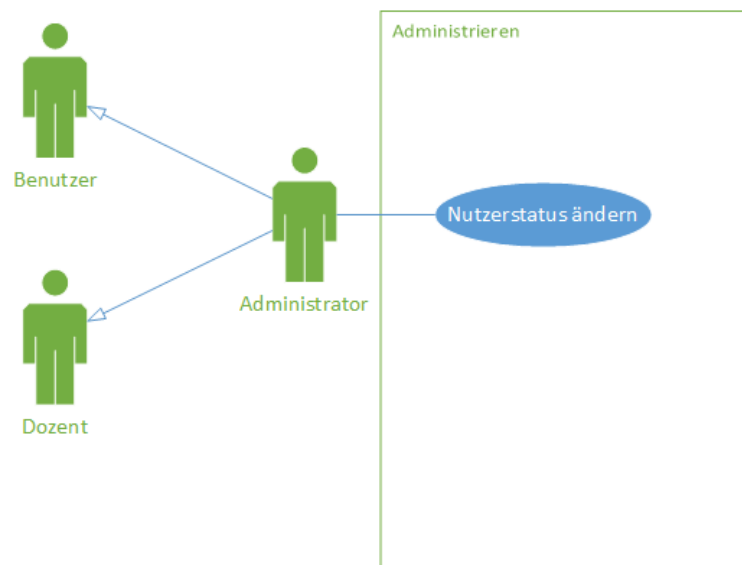 Administrieren
Benutzer
Nutzerstatus ändern
Administrator
Dozent